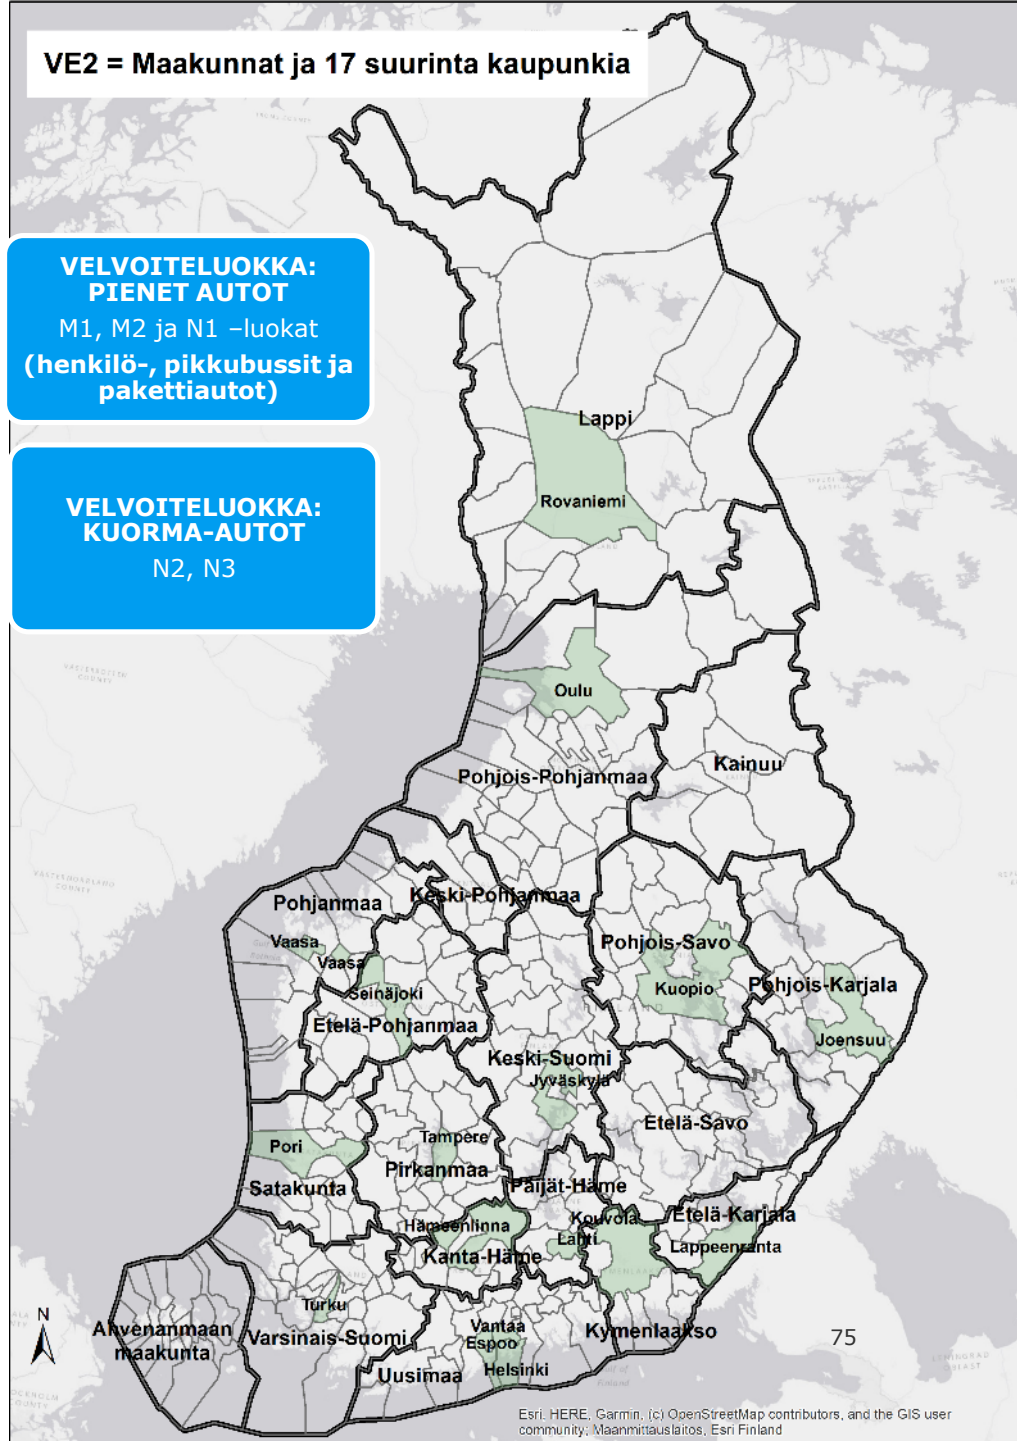 VE2 = Maakunnat ja 17 suurinta kaupunkia
VELVOITELUOKKA:
PIENET AUTOT
M1, M2 ja N1 –luokat
(henkilö-, pikkubussit ja
pakettiautot)
VELVOITELUOKKA:
KUORMA-AUTOT
N2, N3
Lappi
Rovaniemi
Oulu
Pohjois-Pohjanmaa
Kainuu
Keski-Pohjanmaa
Pohjanmaa
Vaasa
Vaasa
Seinäjoki
Etelä-Pohjanmaa
Pohjois-Savo
Kuopio
Pohjois-Karjala
Joensuu
Keski-Suomi
Jyväskylä
Etelä-Savo
Pori
Satakunta
Tampere
Pirkanmaa
Päijät-Häme
Hämeenlinna
Kanta-Häme
Kouvola
Lahti
Etelä-Karjala
Lappeenranta
Turku
Varsinais-Suomi
Ahvenanmaan
maakunta
Vantaa
Espoo
Helsinki
Uusimaa
Kymenlaakso
75
N
Esri, HERE, Garmin, (c) OpenStreetMap contributors, and the GIS user
community; Maanmittauslaitos, Esri Finland